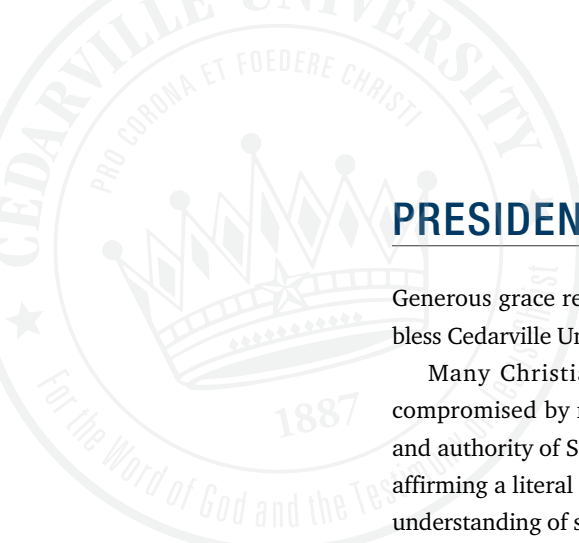 CEDARVILLE UNIVERSITY
PRO CORONA ET FOEDERE CHRISTI
1887
For the Word of God and the Testimony of Jesus Christ
PRESIDEN
Generous grace re
bless Cedarville Un
Many Christia
compromised by
and authority of S
affirming a literal
understanding of s